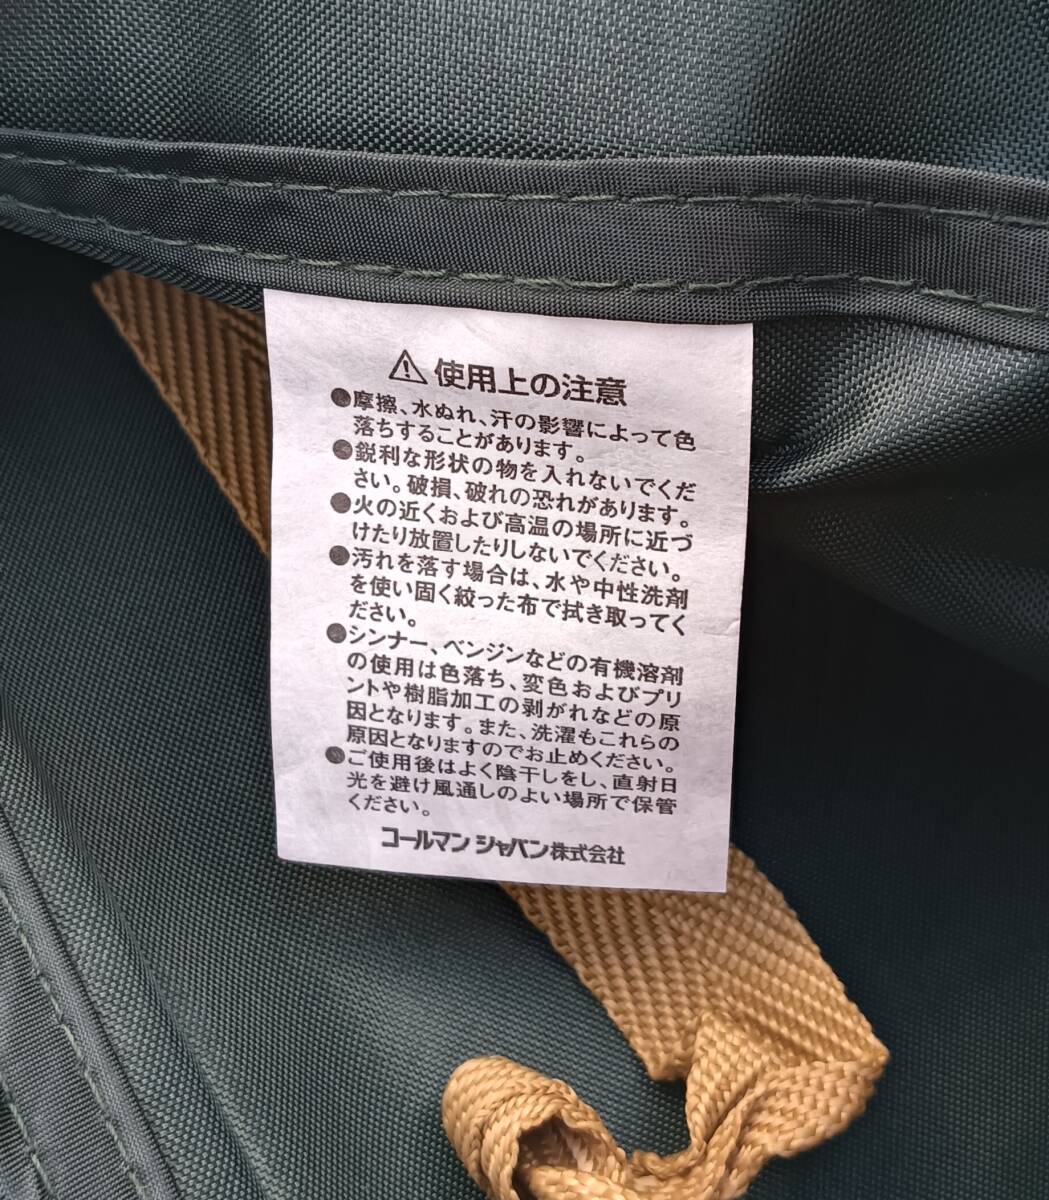 ⚠使用上の注意
●摩擦、水ぬれ、汗の影響によって色
落ちすることがあります。
●鋭利な形状の物を入れないでくだ
さい。破損、破れの恐れがあります。
●火の近くおよび高温の場所に近づ
けたり放置したりしないでください。
●汚れを落す場合は、水や中性洗剤
を使い固く絞った布で拭き取ってく
ださい。
●シンナー、ベンジンなどの有機溶剤
の使用は色落ち、変色およびプリ
ントや樹脂加工の剥がれなどの原
因となります。また、洗濯もこれらの
原因となりますのでお止めください。
●ご使用後はよく陰干しをし、直射日
光を避け風通しのよい場所で保管
ください。
コールマン ジャパン株式会社